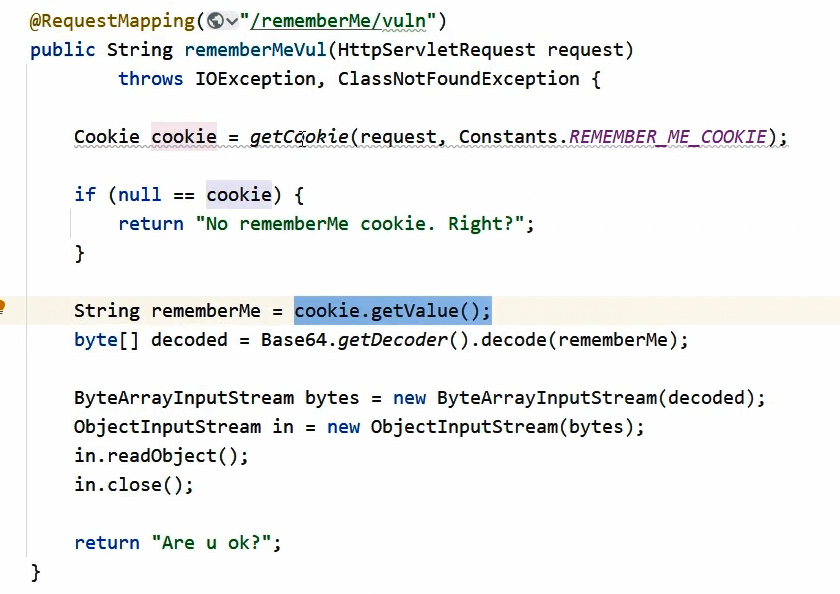 @RequestMapping("/rememberMe/vuln")
public String rememberMeVul(HttpServletRequest request)
throws IOException, ClassNotFoundException {
Cookie cookie = getCookie(request, Constants.REMEMBER_ME_COOKIE);
if (null == cookie) {
return "No rememberMe cookie. Right?";
}
String rememberMe = cookie.getValue();
byte[] decoded = Base64.getDecoder().decode(rememberMe);
ByteArrayInputStream bytes = new ByteArrayInputStream(decoded);
ObjectInputStream in = new ObjectInputStream(bytes);
in.readObject();
in.close();
return "Are u ok?";
}